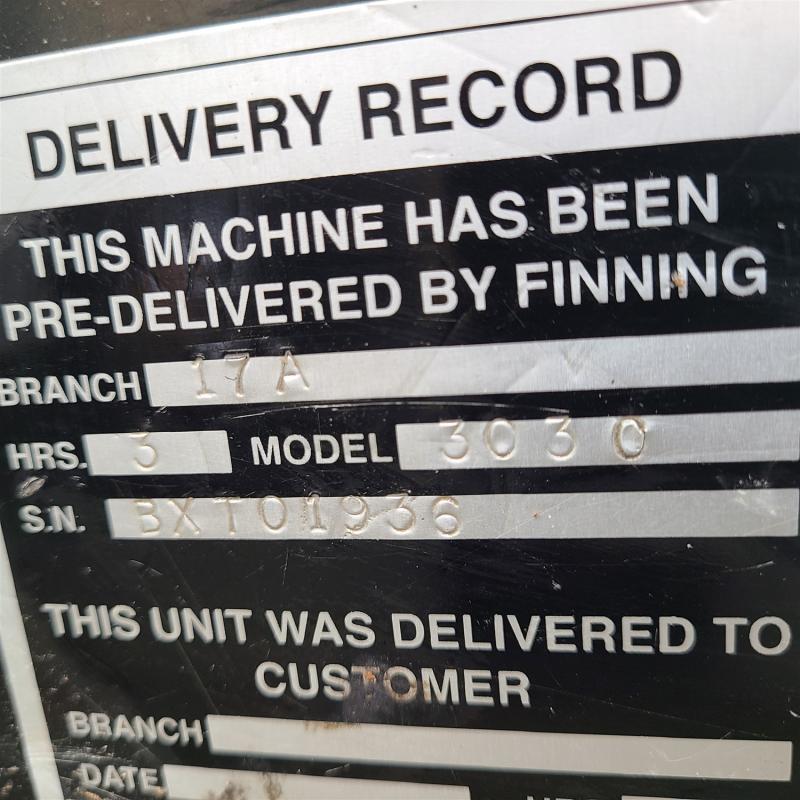 DELIVERY RECORD
THIS MACHINE HAS BEEN
PRE-DELIVERED BY FINNING
BRANCH 17A
HRS. 3 MODEL 3030
S.N. BXT01936
THIS UNIT WAS DELIVERED TO
CUSTOMER
BRANCH
DATE